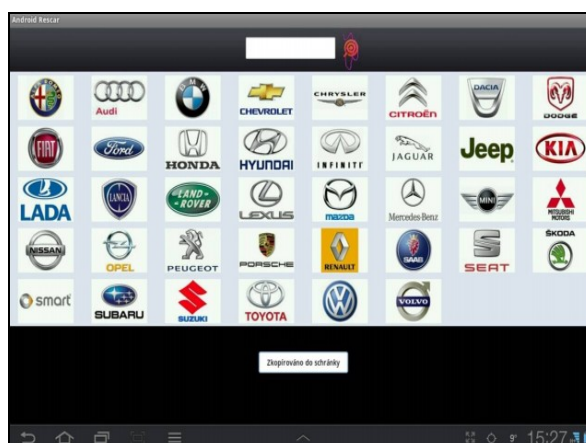 Android Rescar
Audi
CHEVROLET
CHRYSLER
CITROËN
DACIA
DODGE
FIAT
Ford
HONDA
HYUNDAI
INFINITI
JAGUAR
Jeep
KIA
LADA
LANCIA
LAND-ROVER
LEXUS
mazda
Mercedes-Benz
MINI
MITSUBISHI
MOTORS
NISSAN
OPEL
PEUGEOT
PORSCHE
RENAULT
SAAB
SEAT
ŠKODA
smart
SUBARU
SUZUKI
TOYOTA
VOLVO
Zkopírováno do schránky
9°
15:27